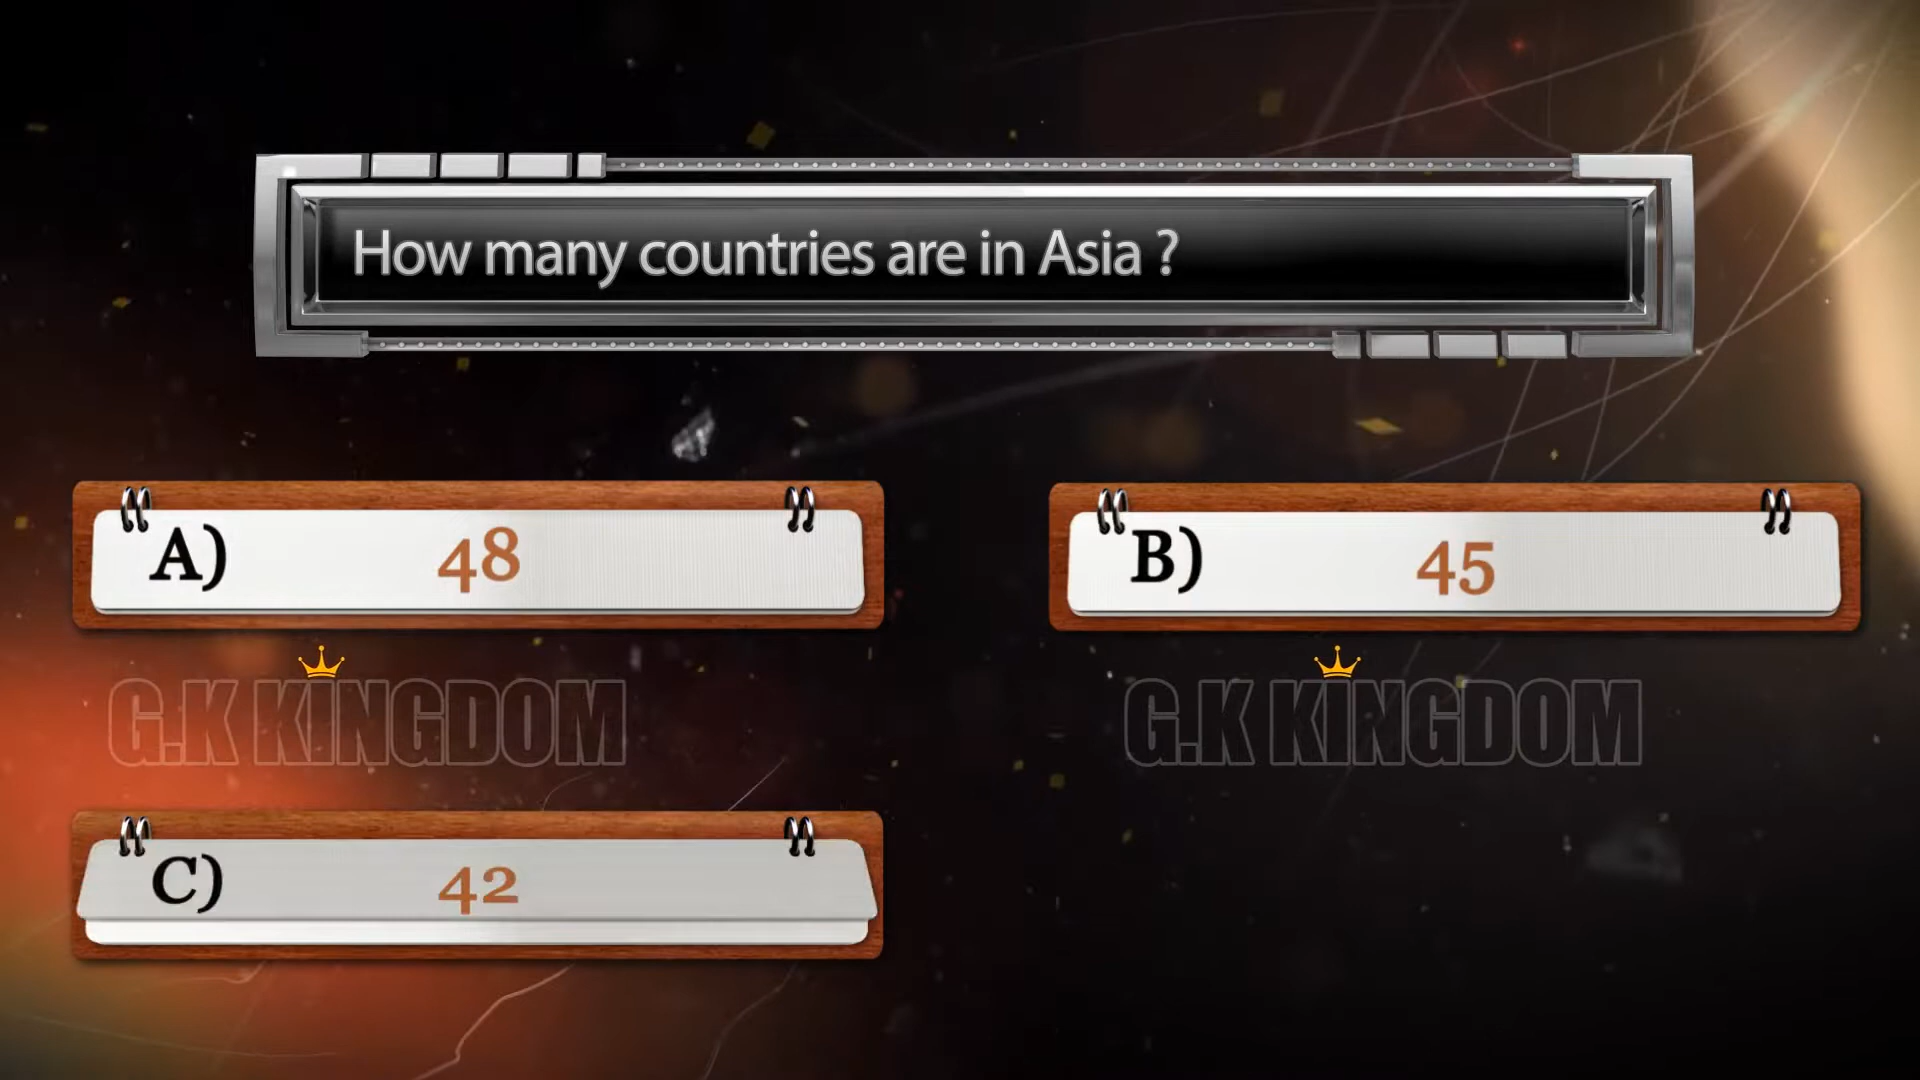 How many countries are in Asia ?
A) 48
B) 45
G.K KINGDOM
G.K KINGDOM
C) 42